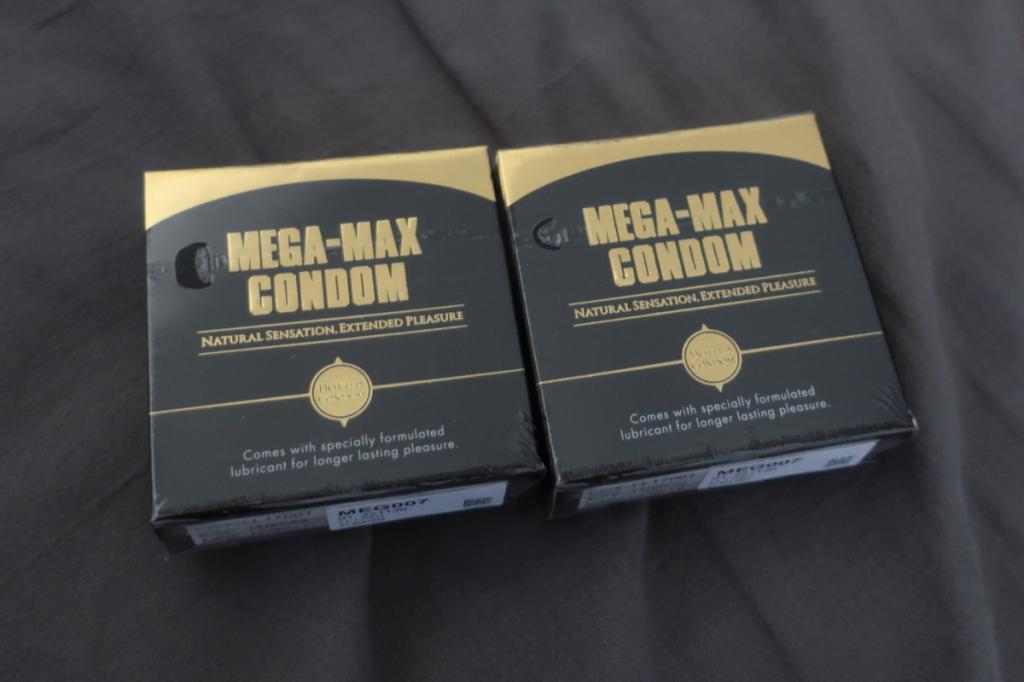 MEGA-MAX
CONDOM
NATURAL SENSATION, EXTENDED PLEASURE
Comes with specially formulated
lubricant for longer lasting pleasure.
MEG007
MEGA-MAX
CONDOM
NATURAL SENSATION, EXTENDED PLEASURE
Comes with specially formulated
lubricant for longer lasting pleasure.
MEG007